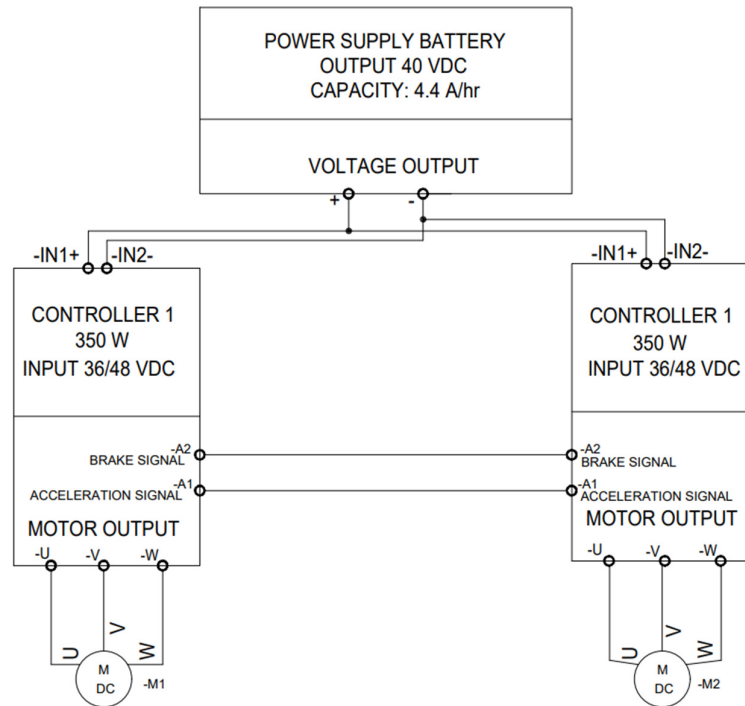 POWER SUPPLY BATTERY
OUTPUT 40 VDC
CAPACITY: 4.4 A/hr
VOLTAGE OUTPUT
+ -
-IN1+ -IN2-
CONTROLLER 1
350 W
INPUT 36/48 VDC
-A2
BRAKE SIGNAL
-A1
ACCELERATION SIGNAL
MOTOR OUTPUT
-U -V -W
U V W
M
DC
-M1
-IN1+ -IN2-
CONTROLLER 1
350 W
INPUT 36/48 VDC
-A2
BRAKE SIGNAL
-A1
ACCELERATION SIGNAL
MOTOR OUTPUT
-U -V -W
U V W
M
DC
-M2